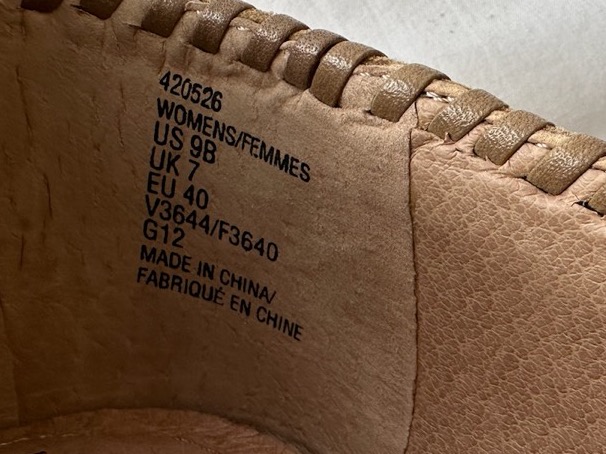 420526
WOMENS/FEMMES
US 9B
UK 7
EU 40
V3644/F3640
G12
MADE IN CHINA/
FABRIQUÉ EN CHINE